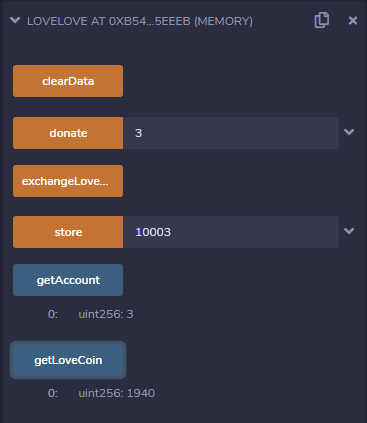 LOVELOVE AT 0XB54...5EEEB (MEMORY)
clearData
donate 3
exchangeLove...
store 10003
getAccount
0: uint256: 3
getLoveCoin
0: uint256: 1940